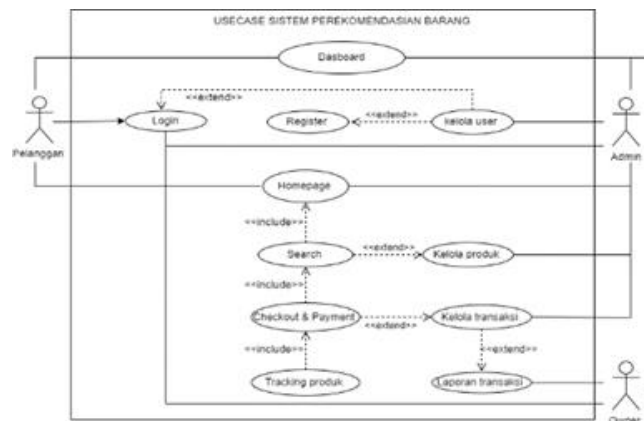 USECASE SISTEM PEREKOMENDASIAN BARANG
Dasboard
<<extend>>
Login
Register
<<extend>>
kelola user
Pelanggan
Admin
Homepage
<<include>>
Search
<<extend>>
Kelola produk
<<include>>
Checkout & Payment
<<extend>>
Kelola transaksi
<<include>>
<<extend>>
Tracking produk
Laporan transaksi